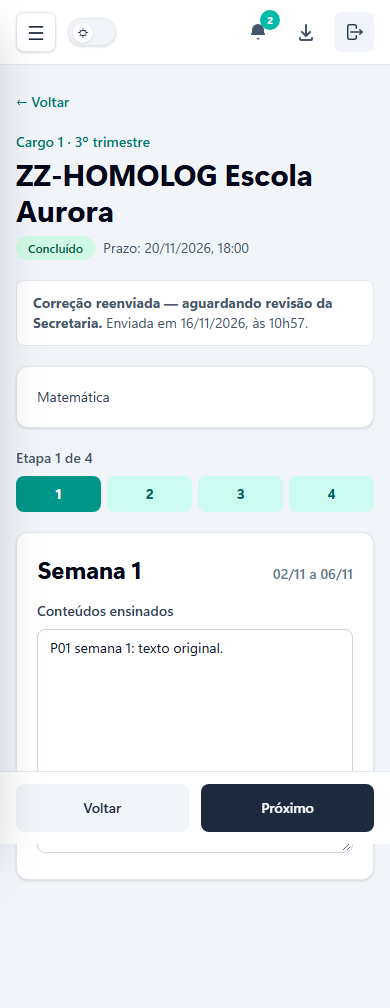 2
← Voltar
Cargo 1 · 3º trimestre
ZZ-HOMOLOG Escola
Aurora
Concluído Prazo: 20/11/2026, 18:00
Correção reenviada — aguardando revisão da
Secretaria. Enviada em 16/11/2026, às 10h57.
Matemática
Etapa 1 de 4
1 2 3 4
Semana 1 02/11 a 06/11
Conteúdos ensinados
P01 semana 1: texto original.
Voltar Próximo